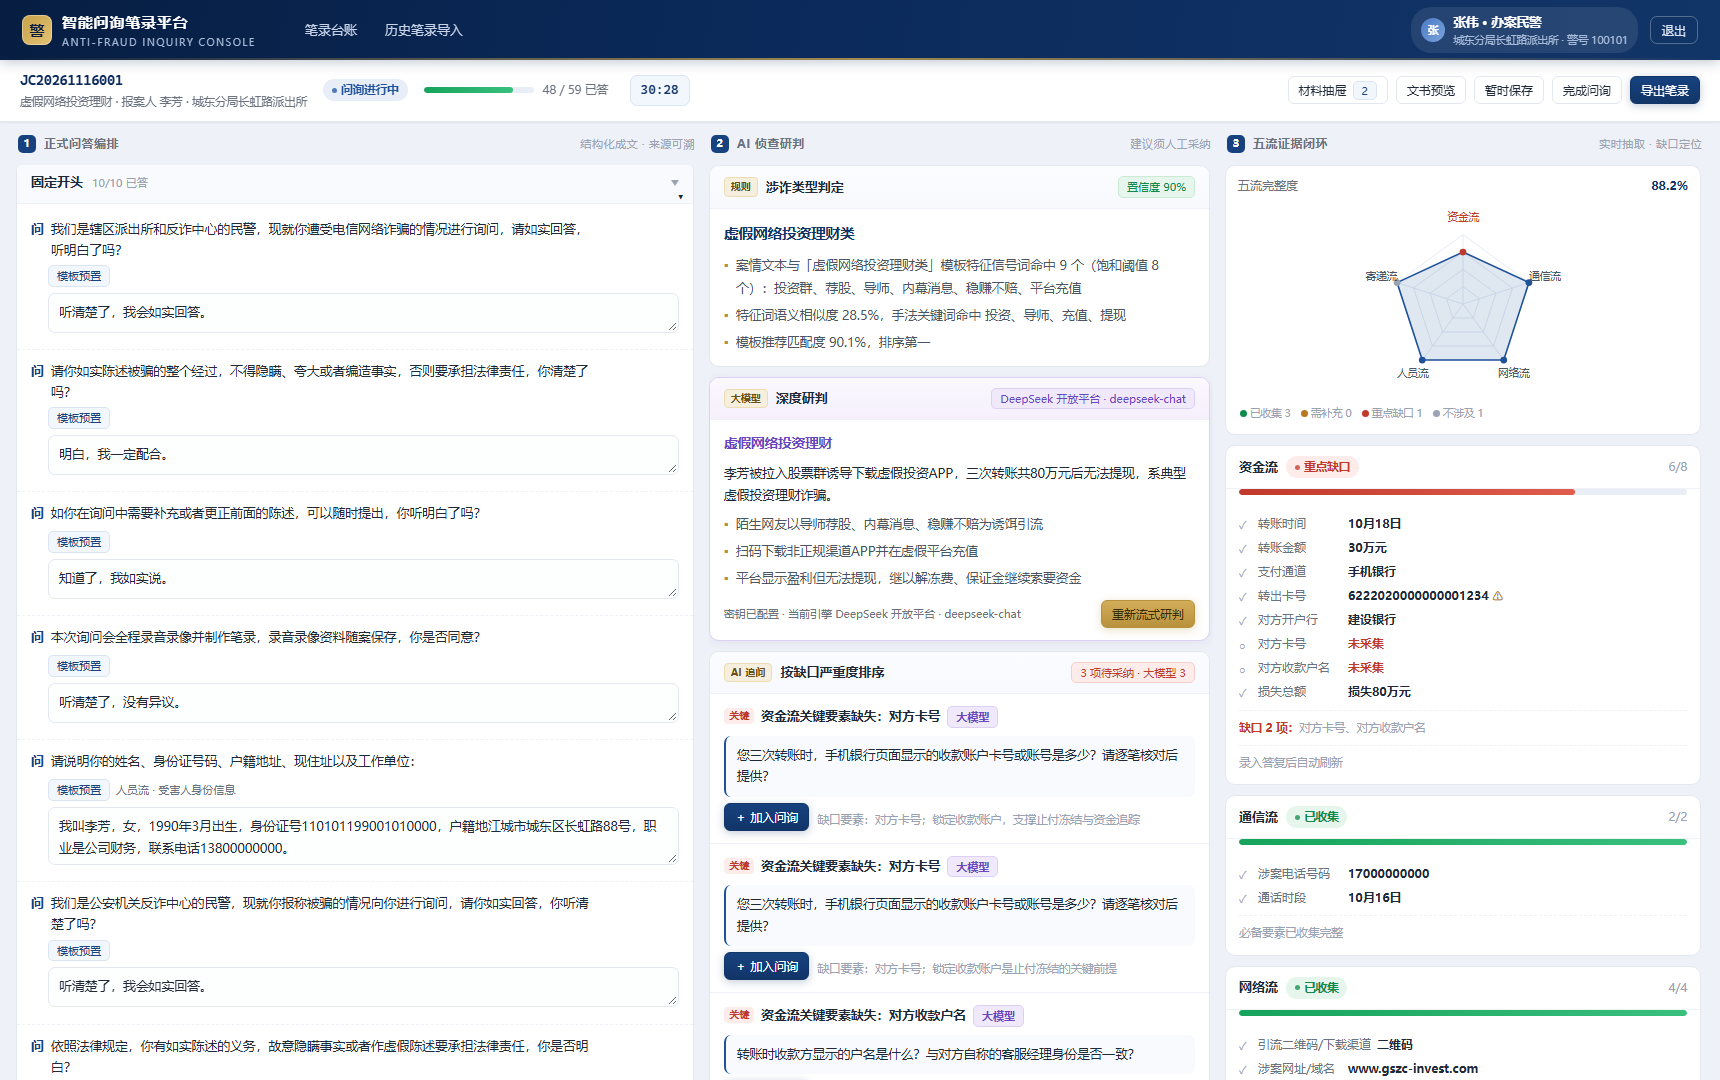 警
智能问询笔录平台
ANTI-FRAUD INQUIRY CONSOLE
笔录台账
历史笔录导入
张
张伟 • 办案民警
城东分局长虹路派出所 · 警号 100101
退出
JC20261116001
虚假网络投资理财 · 报案人 李芳 · 城东分局长虹路派出所
问询进行中
48 / 59 已答
30:28
材料抽屉 2
文书预览
暂时保存
完成问询
导出笔录
1 正式问答编排
结构化成文 · 来源可溯
固定开头 10/10 已答
问 我们是辖区派出所和反诈中心的民警，现就你遭受电信网络诈骗的情况进行询问，请如实回答，
听明白了吗？
模板预置
听清楚了，我会如实回答。
问 请你如实陈述被骗的整个经过，不得隐瞒、夸大或者编造事实，否则要承担法律责任，你清楚了
吗？
模板预置
明白，我一定配合。
问 如你在询问中需要补充或者更正前面的陈述，可以随时提出，你听明白了吗？
模板预置
知道了，我如实说。
问 本次询问会全程录音录像并制作笔录，录音录像资料随案保存，你是否同意？
模板预置
听清楚了，没有异议。
问 请说明你的姓名、身份证号码、户籍地址、现住址以及工作单位：
模板预置 人员流 · 受害人身份信息
我叫李芳，女，1990年3月出生，身份证号110101199001010000，户籍地江城市城东区长虹路88号，职
业是公司财务，联系电话13800000000。
问 我们是公安机关反诈中心的民警，现就你报称被骗的情况向你进行询问，请你如实回答，你听清
楚了吗？
模板预置
听清楚了，我会如实回答。
问 依照法律规定，你有如实陈述的义务，故意隐瞒事实或者作虚假陈述要承担法律责任，你是否明
白？
2 AI 侦查研判
建议须人工采纳
规则 涉诈类型判定
置信度 90%
虚假网络投资理财类
案情文本与「虚假网络投资理财类」模板特征信号词命中 9 个（饱和阈值 8
个）：投资群、荐股、导师、内幕消息、稳赚不赔、平台充值
特征词语义相似度 28.5%，手法关键词命中 投资、导师、充值、提现
模板推荐匹配度 90.1%，排序第一
大模型 深度研判
DeepSeek 开放平台 · deepseek-chat
虚假网络投资理财
李芳被拉入股票群诱导下载虚假投资APP，三次转账共80万元后无法提现，系典型
虚假投资理财诈骗。
陌生网友以导师荐股、内幕消息、稳赚不赔为诱饵引流
扫码下载非正规渠道APP并在虚假平台充值
平台显示盈利但无法提现，继以解冻费、保证金继续索要资金
密钥已配置 · 当前引擎 DeepSeek 开放平台 · deepseek-chat
重新流式研判
AI 追问 按缺口严重度排序
3 项待采纳 · 大模型 3
关键 资金流关键要素缺失：对方卡号 大模型
您三次转账时，手机银行页面显示的收款账户卡号或账号是多少？请逐笔核对后
提供？
+ 加入问询 缺口要素：对方卡号；锁定收款账户，支撑止付冻结与资金追踪
关键 资金流关键要素缺失：对方卡号 大模型
您三次转账时，手机银行页面显示的收款账户卡号或账号是多少？请逐笔核对后
提供？
+ 加入问询 缺口要素：对方卡号；锁定收款账户是止付冻结的关键前提
关键 资金流关键要素缺失：对方收款户名 大模型
转账时收款方显示的户名是什么？与对方自称的客服经理身份是否一致？
3 五流证据闭环
实时抽取 · 缺口定位
五流完整度
88.2%
资金流
寄递流
通信流
人员流
网络流
已收集 3 需补充 0 重点缺口 1 不涉及 1
资金流 重点缺口 6/8
✓ 转账时间 10月18日
✓ 转账金额 30万元
✓ 支付通道 手机银行
✓ 转出卡号 6222020000000001234 ⚠
✓ 对方开户行 建设银行
○ 对方卡号 未采集
○ 对方收款户名 未采集
✓ 损失总额 损失80万元
缺口 2 项：对方卡号、对方收款户名
录入答复后自动刷新
通信流 已收集 2/2
✓ 涉案电话号码 17000000000
✓ 通话时段 10月16日
必备要素已收集完整
网络流 已收集 4/4
✓ 引流二维码/下载渠道 二维码
✓ 涉案网址/域名 www.gszc-invest.com